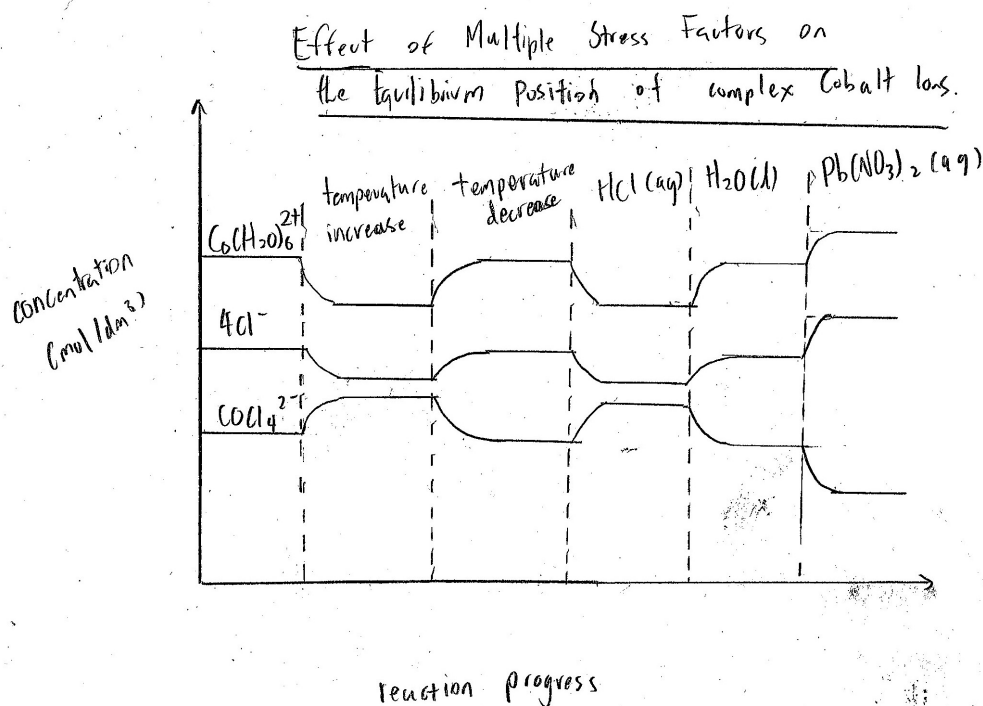 Effect of Multiple Stress Factors on
the Equilibrium Position of complex Cobalt Ions.
temperature increase
temperature decrease
HCl (aq)
H2O(l)
Pb(NO3)2 (aq)
Co(H2O)6 2+
4Cl-
COCl4 2-
concentration
(mol/dm3)
reaction progress